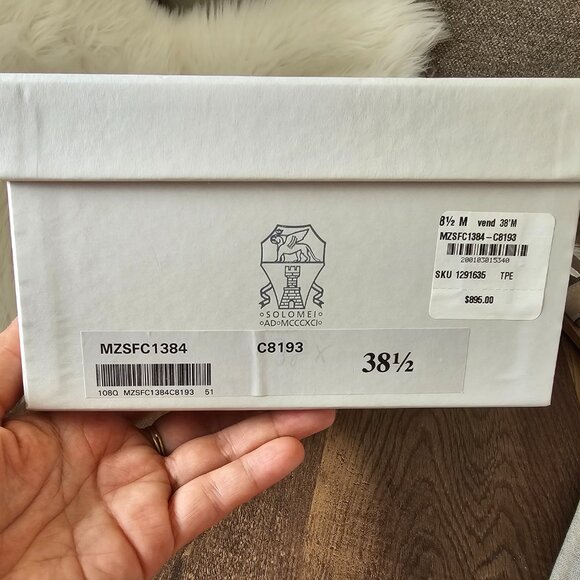 8½ M vend 38'M
MZSFC1384-C8193
200103015340
SKU 1291635 TPE
$895.00
SOLOMEI
AD MCCCXCI
MZSFC1384 C8193
38½
108Q MZSFC1384C8193 51